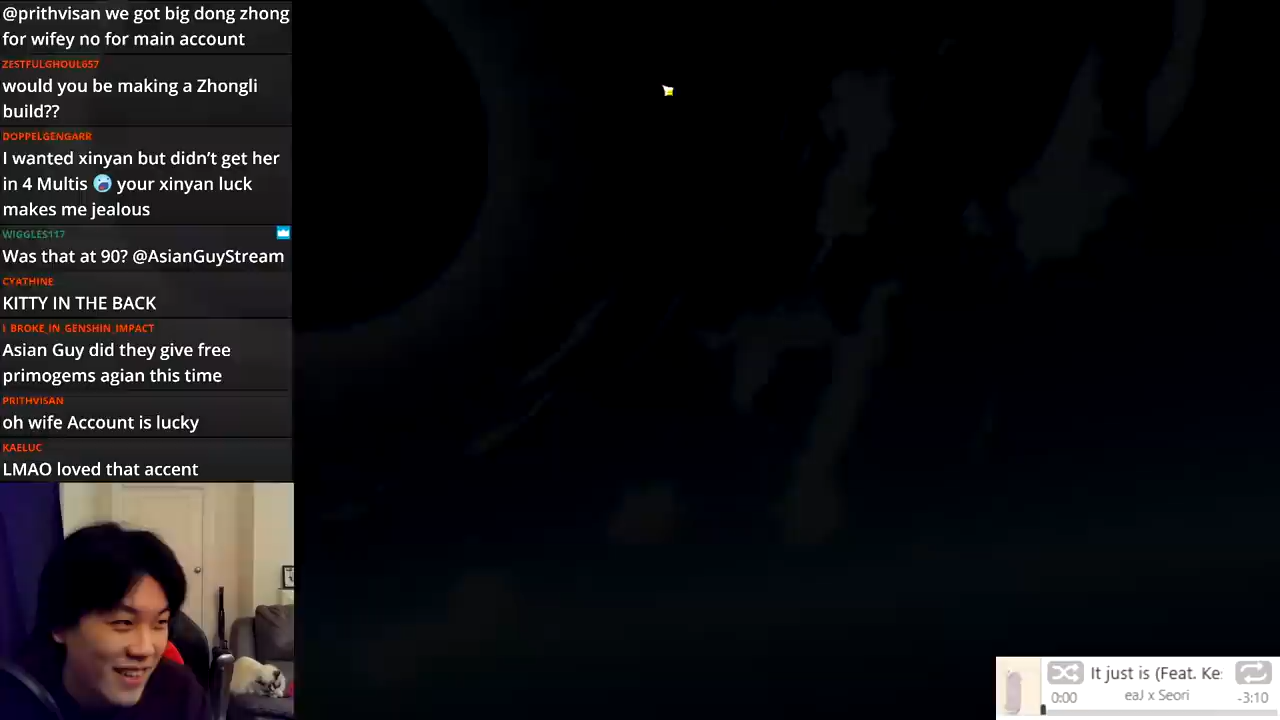 @prithvisan we got big dong zhong
for wifey no for main account
ZESTFULGHOUL657
would you be making a Zhongli
build??
DOPPELGENGARR
I wanted xinyan but didn't get her
in 4 Multis your xinyan luck
makes me jealous
WIGGLES117
Was that at 90? @AsianGuyStream
CYATHINE
KITTY IN THE BACK
I_BROKE_IN_GENSHIN_IMPACT
Asian Guy did they give free
primogems agian this time
PRITHVISAN
oh wife Account is lucky
KAELUC
LMAO loved that accent
It just is (Feat. Ke
eaJ x Seori
0:00
-3:10